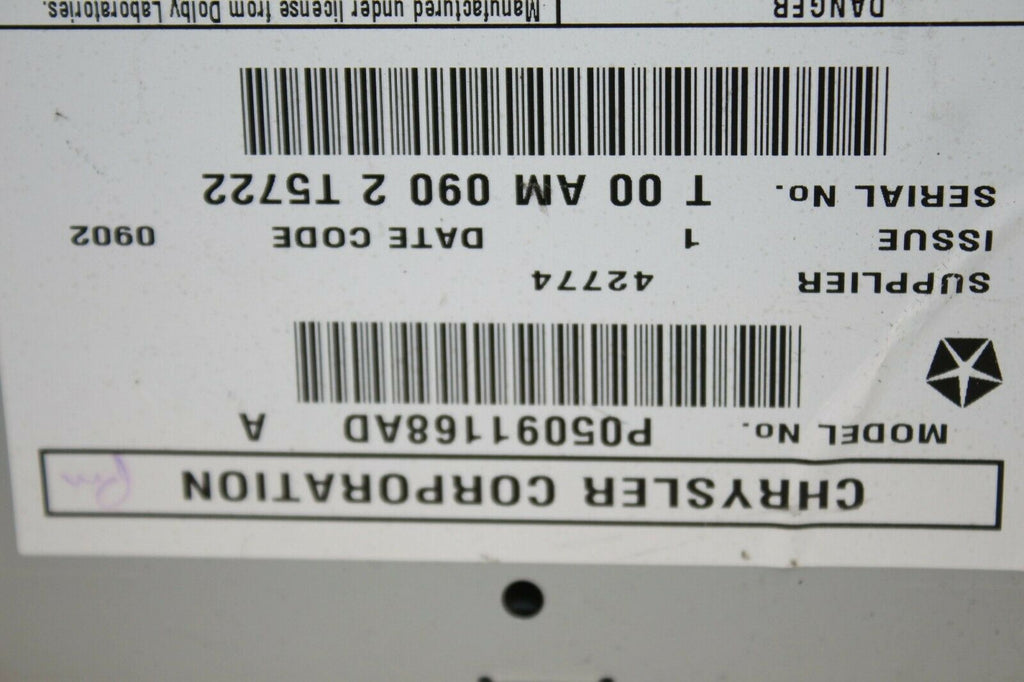 CHRYSLER CORPORATION
MODEL No. P05091168AD A
SUPPLIER 42774
ISSUE 1 DATE CODE 0902
SERIAL No. T 00 AM 090 2 T5722
DANGER Manufactured under license from Dolby Laboratories.